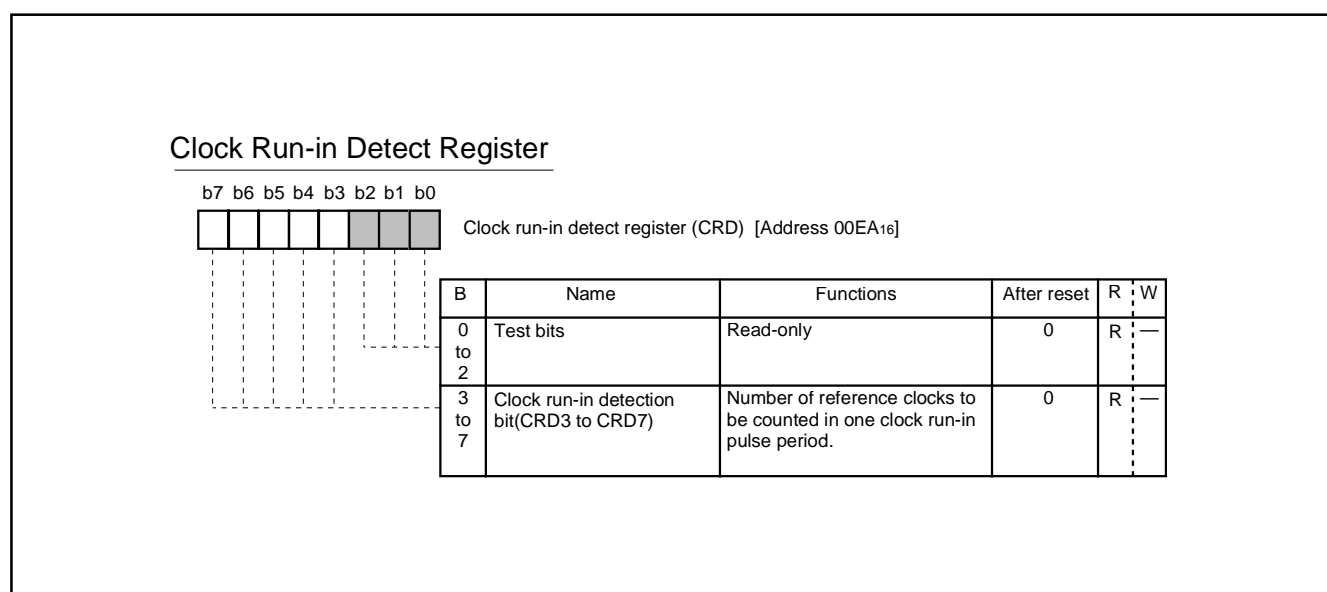 Clock Run-in Detect Register
b7 b6 b5 b4 b3 b2 b1 b0
Clock run-in detect register (CRD) [Address 00EA16]
B Name Functions After reset R W
0 to 2 Test bits Read-only 0 R —
3 to 7 Clock run-in detection bit(CRD3 to CRD7) Number of reference clocks to be counted in one clock run-in pulse period. 0 R —